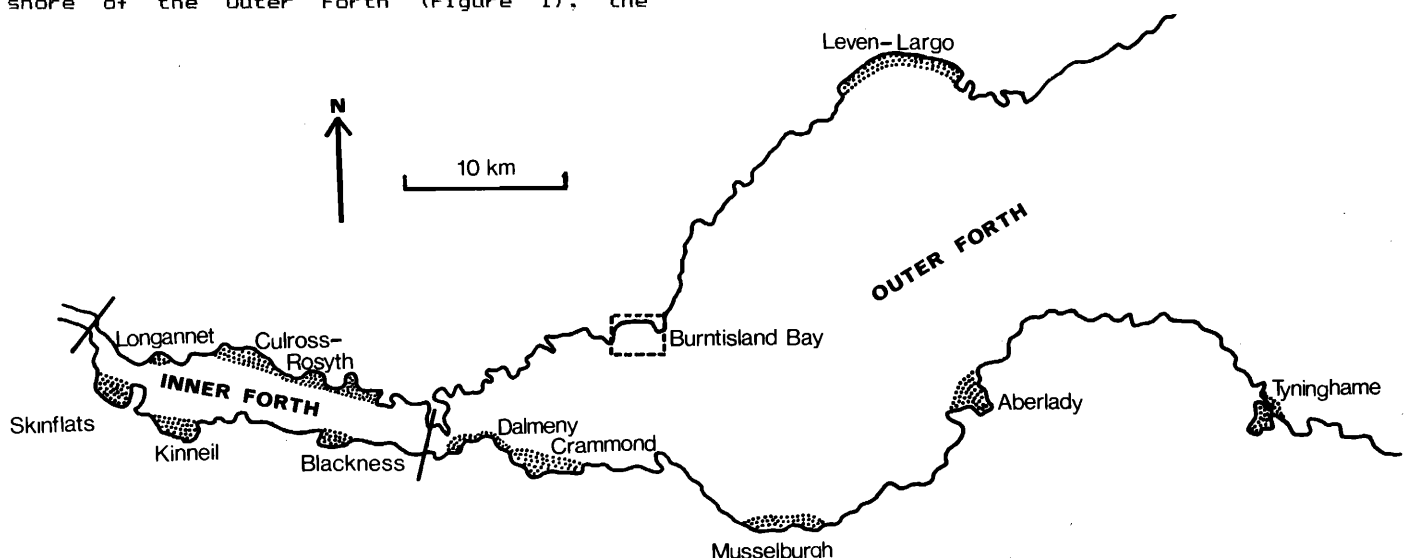 shore of the Outer Forth (Figure 1), the
Leven-Largo
N
10 km
OUTER FORTH
Burntisland Bay
Longannet
Culross-
Rosyth
INNER FORTH
Skinflats
Kinneil
Blackness
Dalmeny
Crammond
Aberlady
Tyninghame
Musselburgh